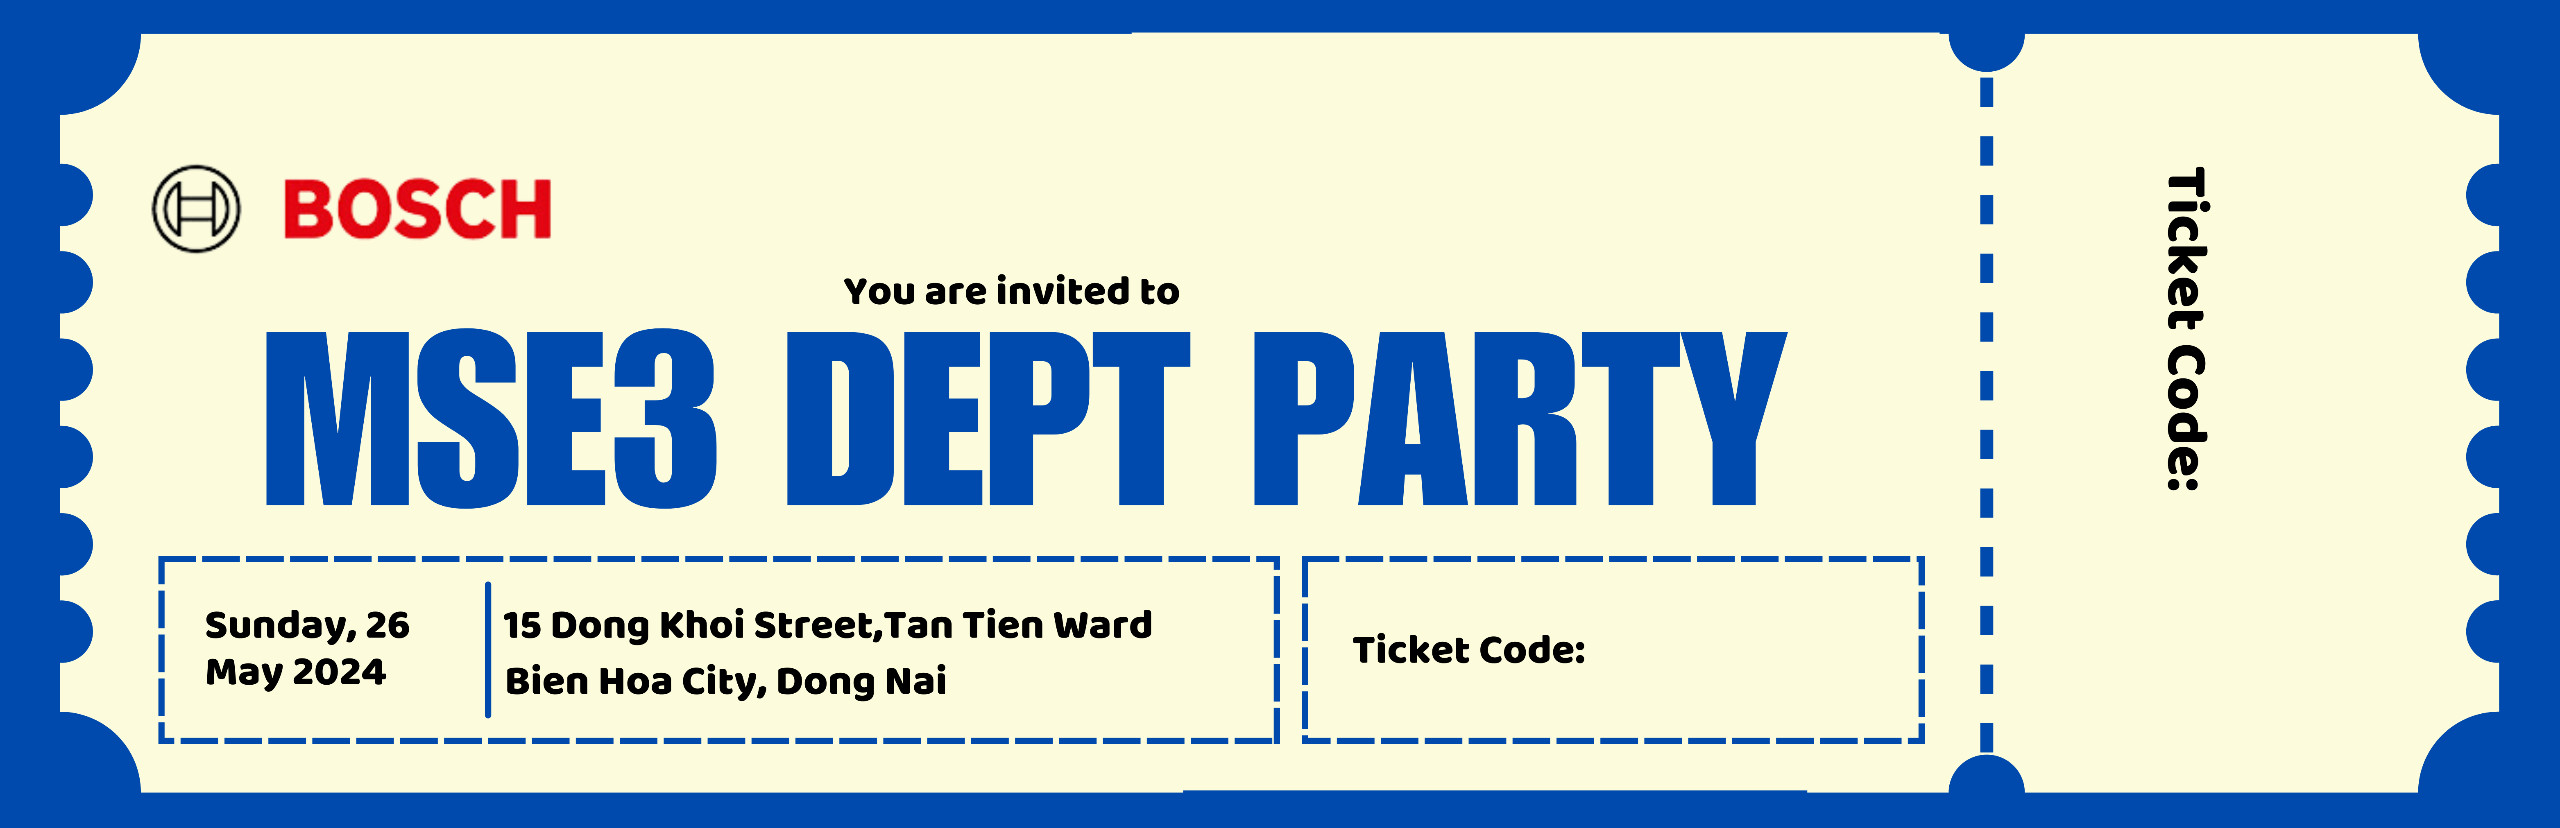 BOSCH
You are invited to
MSE3 DEPT PARTY
Sunday, 26
May 2024
15 Dong Khoi Street,Tan Tien Ward
Bien Hoa City, Dong Nai
Ticket Code:
Ticket Code: